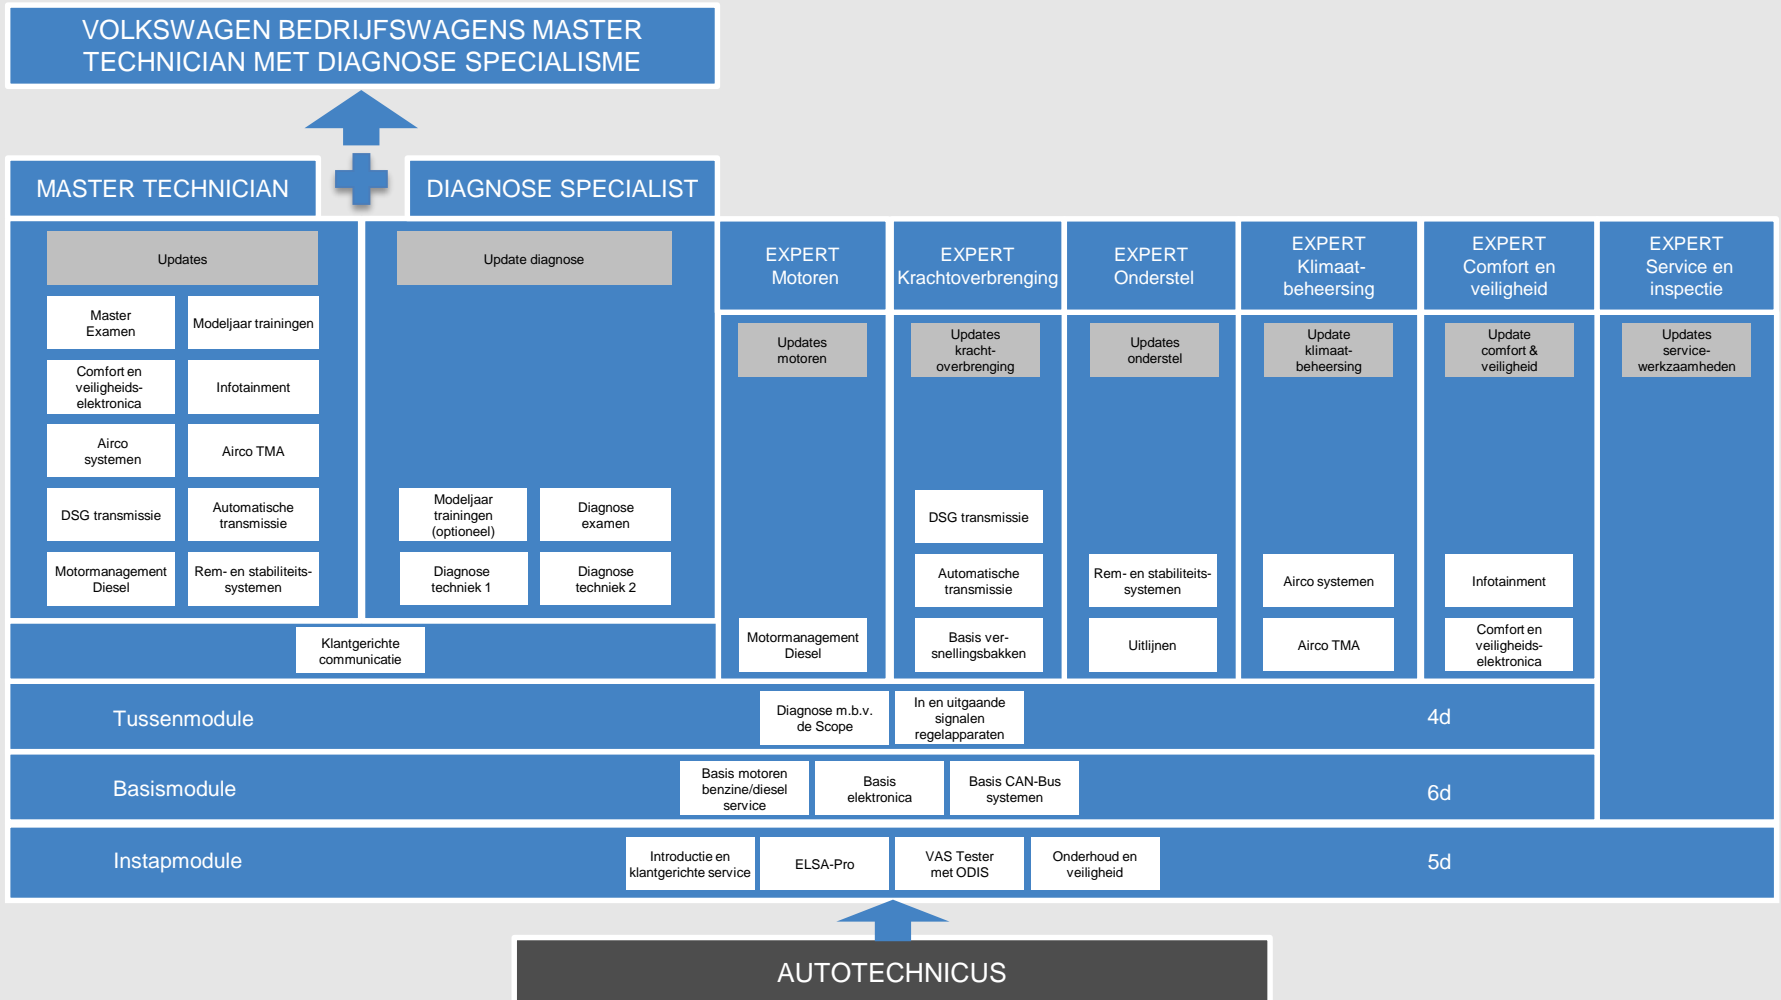 VOLKSWAGEN BEDRIJFSWAGENS MASTER
TECHNICIAN MET DIAGNOSE SPECIALISME
MASTER TECHNICIAN
DIAGNOSE SPECIALIST
Updates
Master
Examen
Modeljaar trainingen
Comfort en
veiligheids-
elektronica
Infotainment
Airco
systemen
Airco TMA
DSG transmissie
Automatische
transmissie
Motormanagement
Diesel
Rem- en stabiliteits-
systemen
Update diagnose
Modeljaar
trainingen
(optioneel)
Diagnose
examen
Diagnose
techniek 1
Diagnose
techniek 2
Klantgerichte
communicatie
EXPERT
Motoren
Updates
motoren
Motormanagement
Diesel
EXPERT
Krachtoverbrenging
Updates
kracht-
overbrenging
DSG transmissie
Automatische
transmissie
Basis ver-
snellingsbakken
EXPERT
Onderstel
Updates
onderstel
Rem- en stabiliteits-
systemen
Uitlijnen
EXPERT
Klimaat-
beheersing
Update
klimaat-
beheersing
Airco systemen
Airco TMA
EXPERT
Comfort en
veiligheid
Update
comfort &
veiligheid
Infotainment
Comfort en
veiligheids-
elektronica
EXPERT
Service en
inspectie
Updates
service-
werkzaamheden
Tussenmodule
Diagnose m.b.v.
de Scope
In en uitgaande
signalen
regelapparaten
4d
Basismodule
Basis motoren
benzine/diesel
service
Basis
elektronica
Basis CAN-Bus
systemen
6d
Instapmodule
Introductie en
klantgerichte service
ELSA-Pro
VAS Tester
met ODIS
Onderhoud en
veiligheid
5d
AUTOTECHNICUS